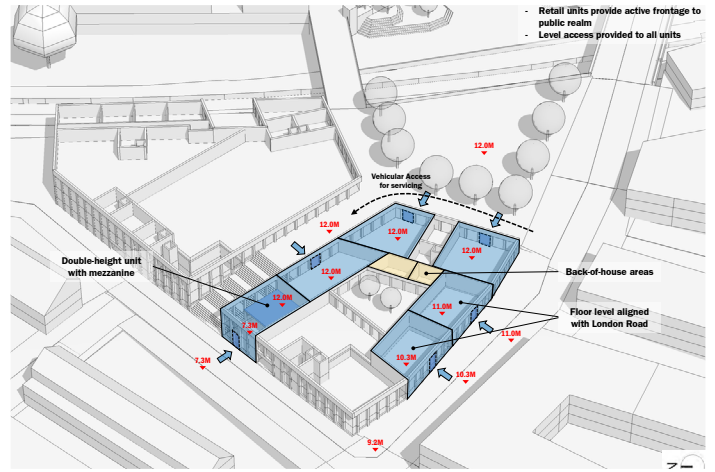 - Retail units provide active frontage to
public realm
- Level access provided to all units
12.0M
Vehicular Access
for servicing
12.0M
12.0M
12.0M
Double-height unit
with mezzanine
12.0M
Back-of-house areas
12.0M
11.0M
Floor level aligned
with London Road
7.3M
11.0M
10.3M
7.3M
10.3M
9.2M